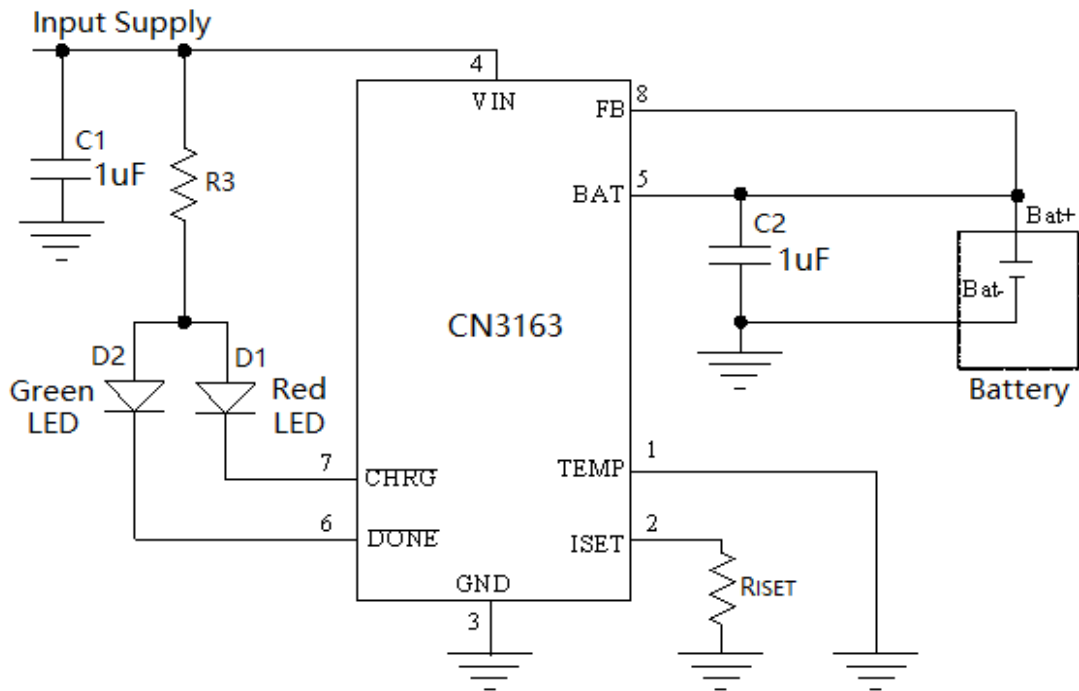 Input Supply
4
VIN
8
FB
C1
1uF
R3
5
BAT
C2
1uF
Bat+
Bat-
CN3163
D2
D1
Green
LED
Red
LED
Battery
7
CHRG
1
TEMP
6
DONE
2
ISET
GND
RISET
3